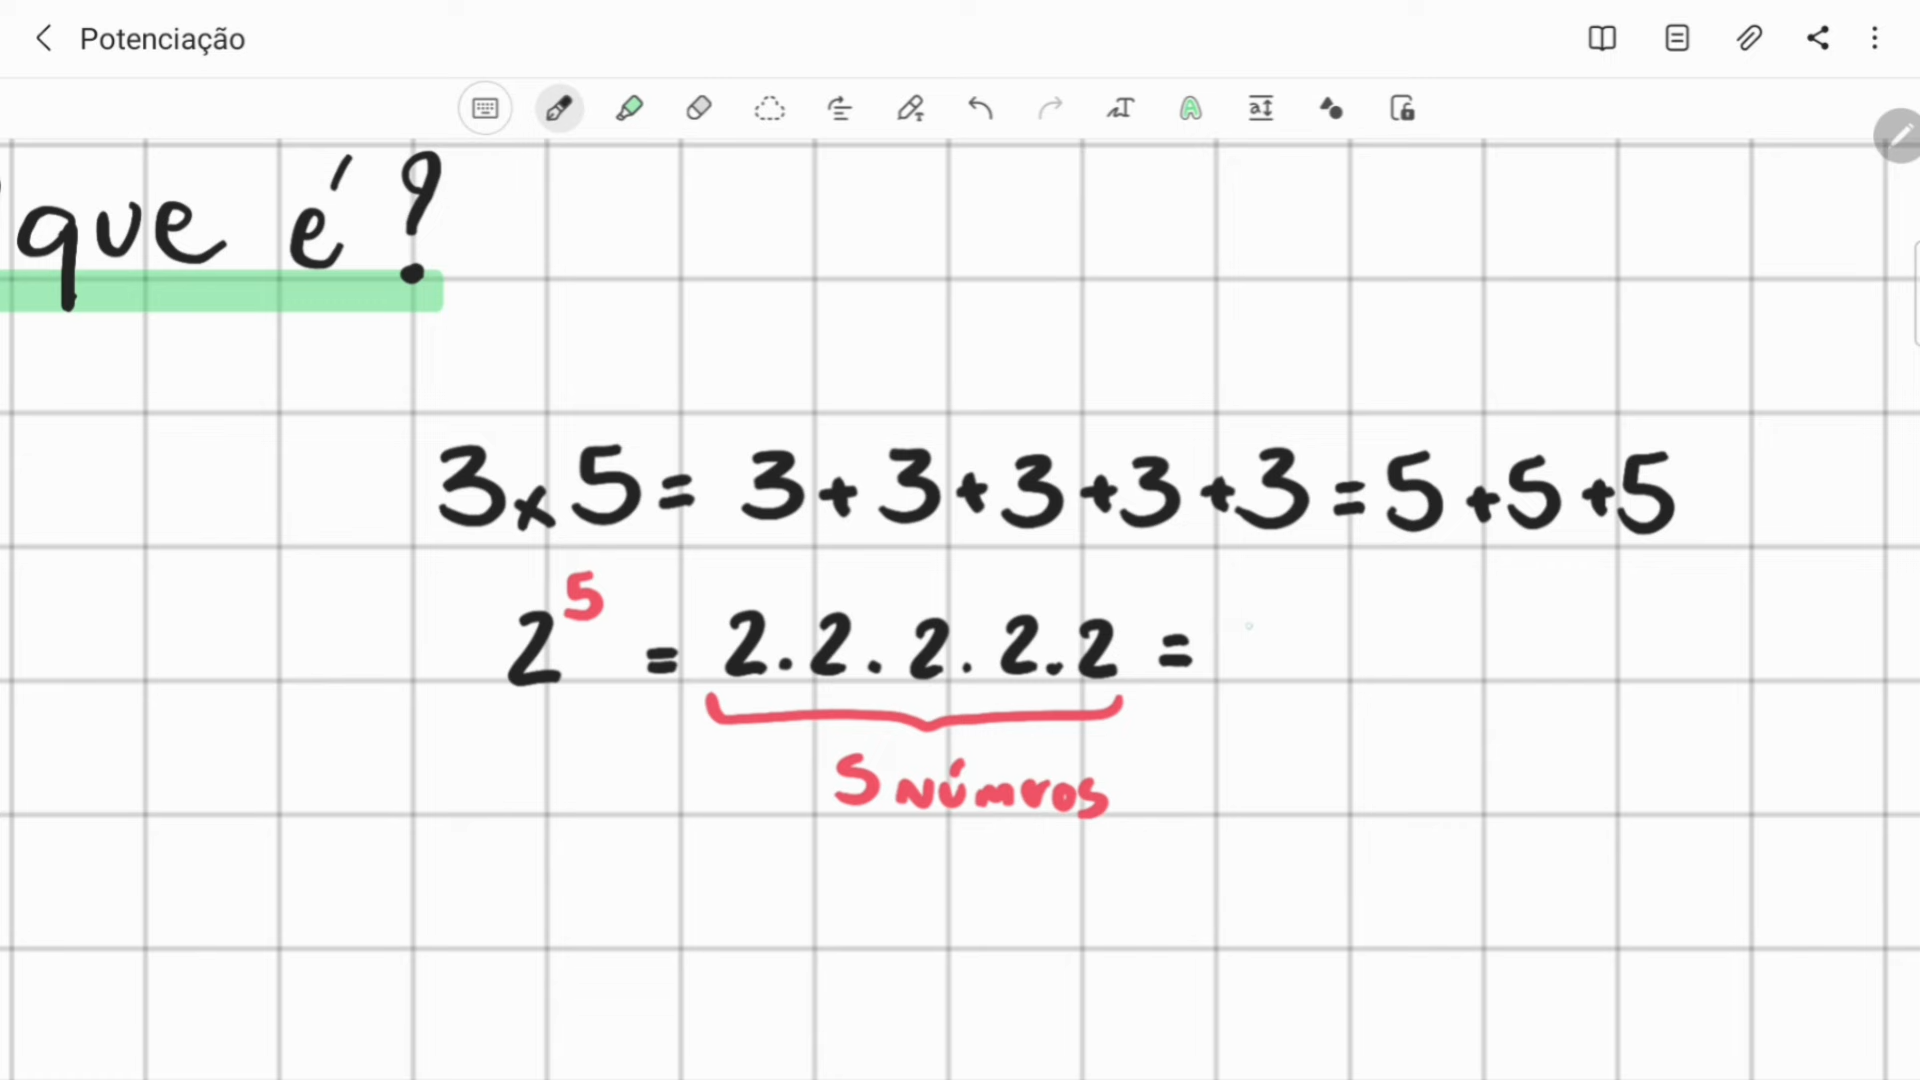 Potenciação
que é?
3x5= 3+3+3+3+3=5+5+5
2⁵ = 2.2.2.2.2 =
5 NÚMEROS